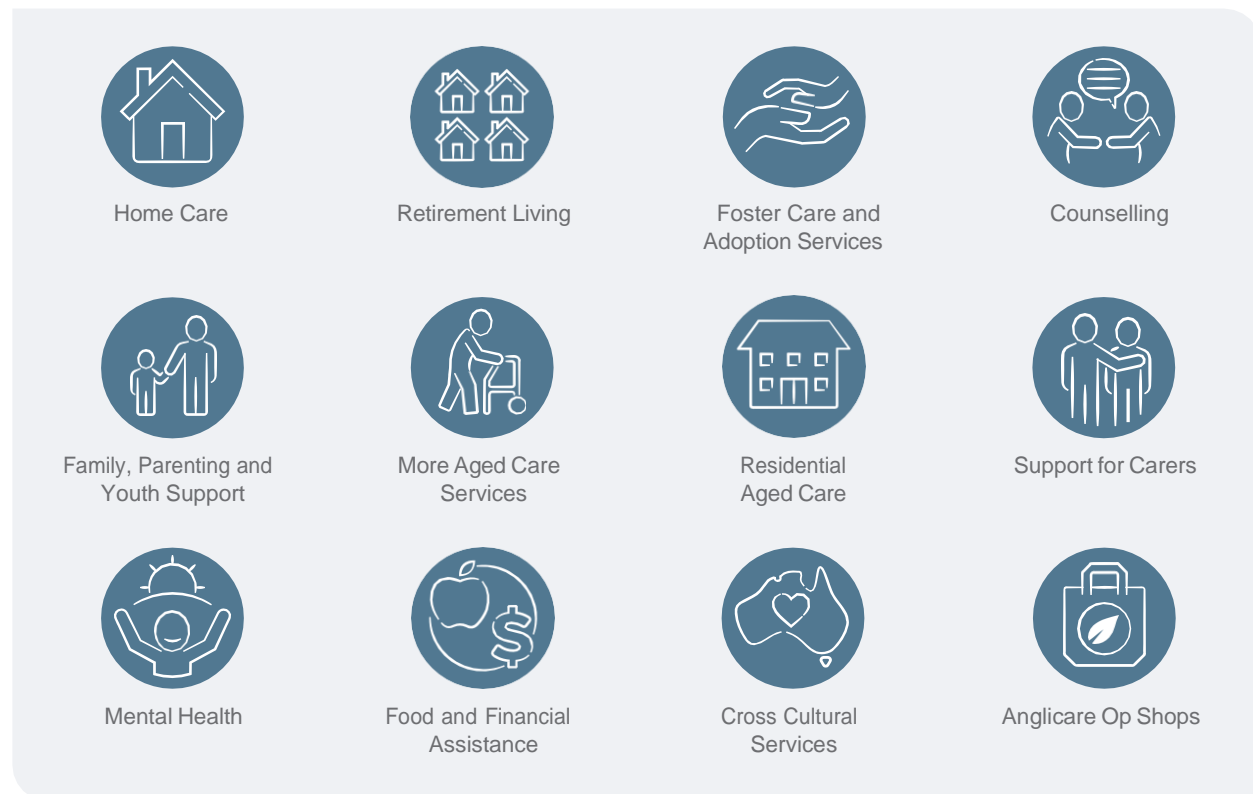 Home Care
Retirement Living
Foster Care and
Adoption Services
Counselling
Family, Parenting and
Youth Support
More Aged Care
Services
Residential
Aged Care
Support for Carers
Mental Health
Food and Financial
Assistance
Cross Cultural
Services
Anglicare Op Shops